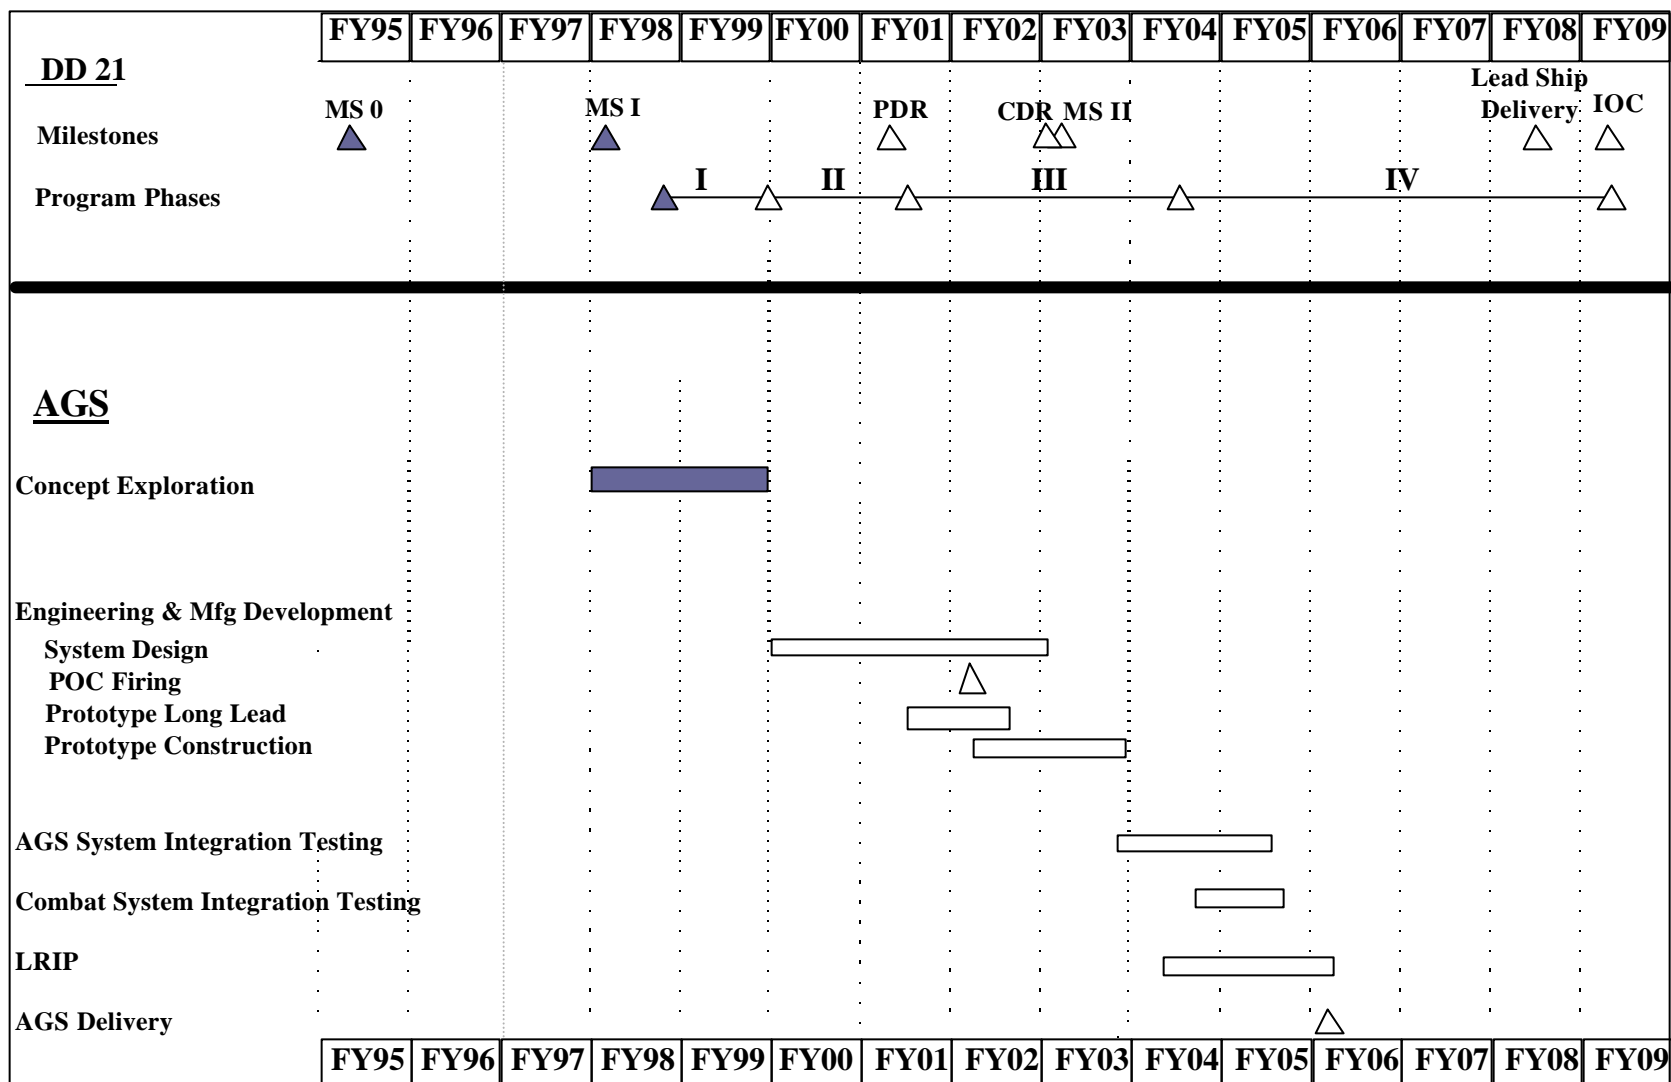 FY95 FY96 FY97 FY98 FY99 FY00 FY01 FY02 FY03 FY04 FY05 FY06 FY07 FY08 FY09
DD 21
Lead Ship
Delivery
MS 0 MS I PDR CDR MS II IOC
Milestones
I II III IV
Program Phases
AGS
Concept Exploration
Engineering & Mfg Development
System Design
POC Firing
Prototype Long Lead
Prototype Construction
AGS System Integration Testing
Combat System Integration Testing
LRIP
AGS Delivery
FY95 FY96 FY97 FY98 FY99 FY00 FY01 FY02 FY03 FY04 FY05 FY06 FY07 FY08 FY09